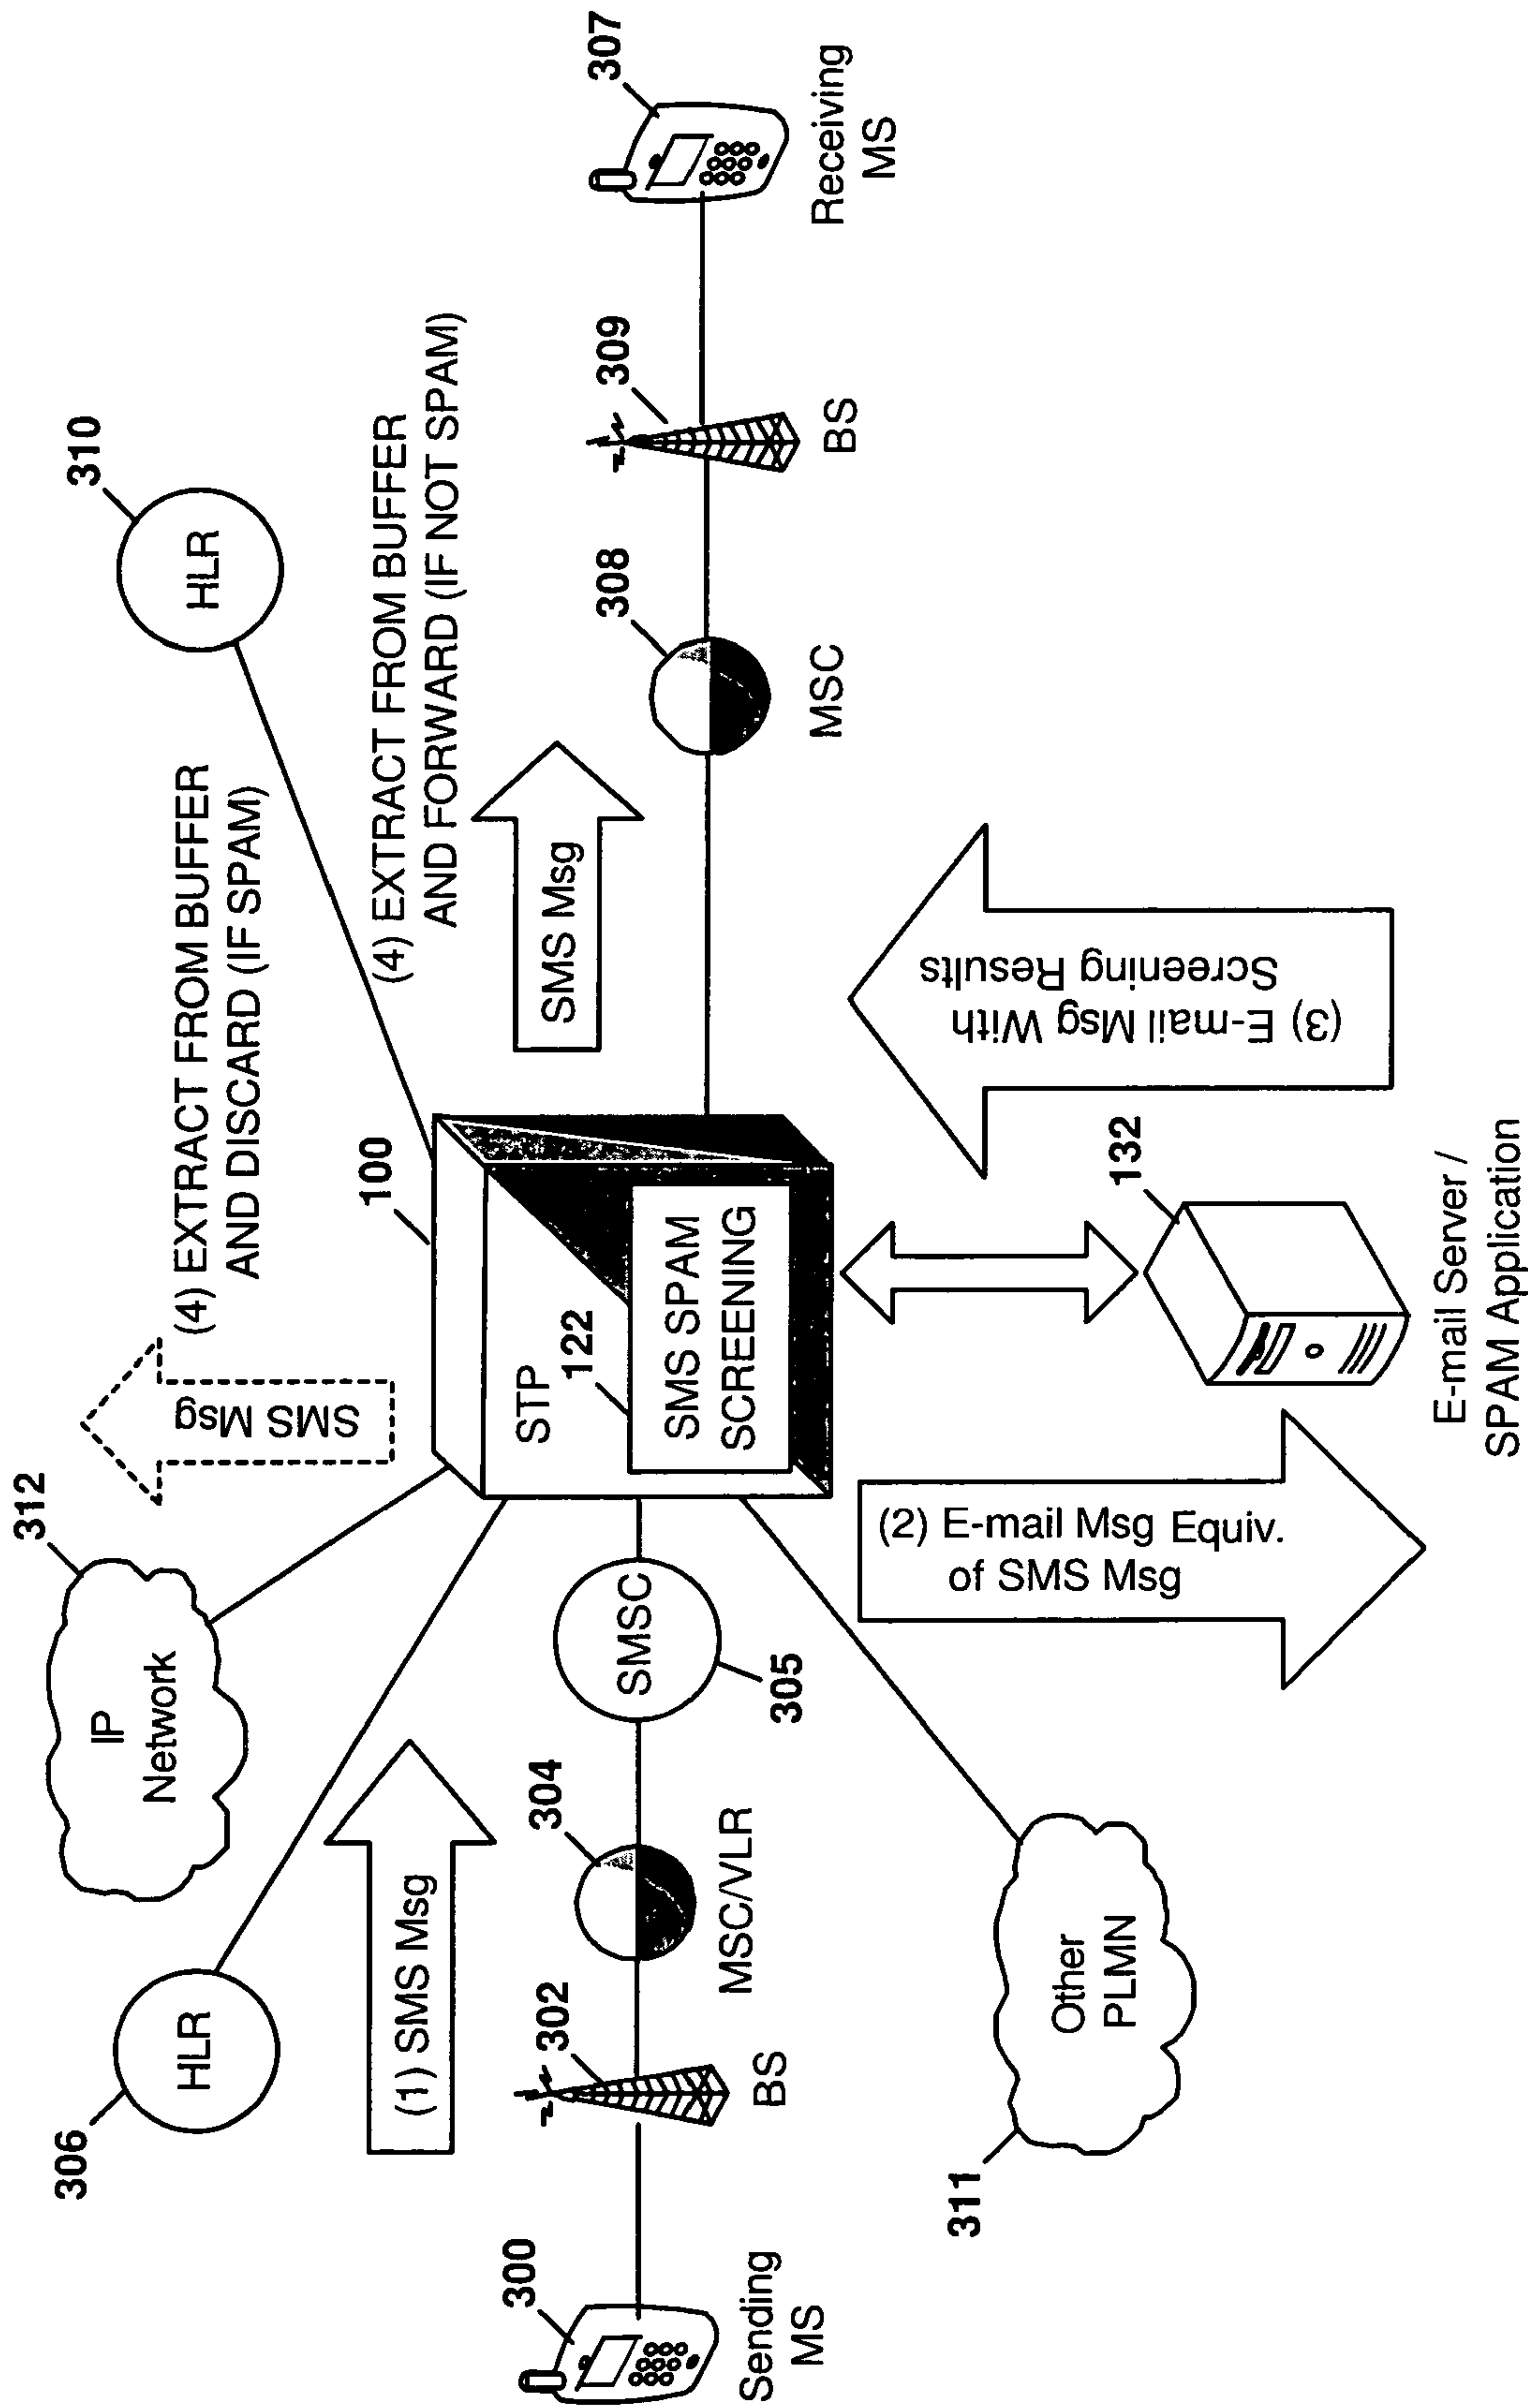 312
IP
Network
306
HLR
SMS Msg
(4) EXTRACT FROM BUFFER
AND DISCARD (IF SPAM)
310
HLR
(1) SMS Msg
100
(4) EXTRACT FROM BUFFER
AND FORWARD (IF NOT SPAM)
SMS Msg
300
Sending
MS
302
BS
304
MSC/VLR
SMSC
305
STP
122
SMS SPAM
SCREENING
308
MSC
309
BS
307
Receiving
MS
311
Other
PLMN
(2) E-mail Msg Equiv.
of SMS Msg
132
E-mail Server /
SPAM Application
(3) E-mail Msg With
Screening Results